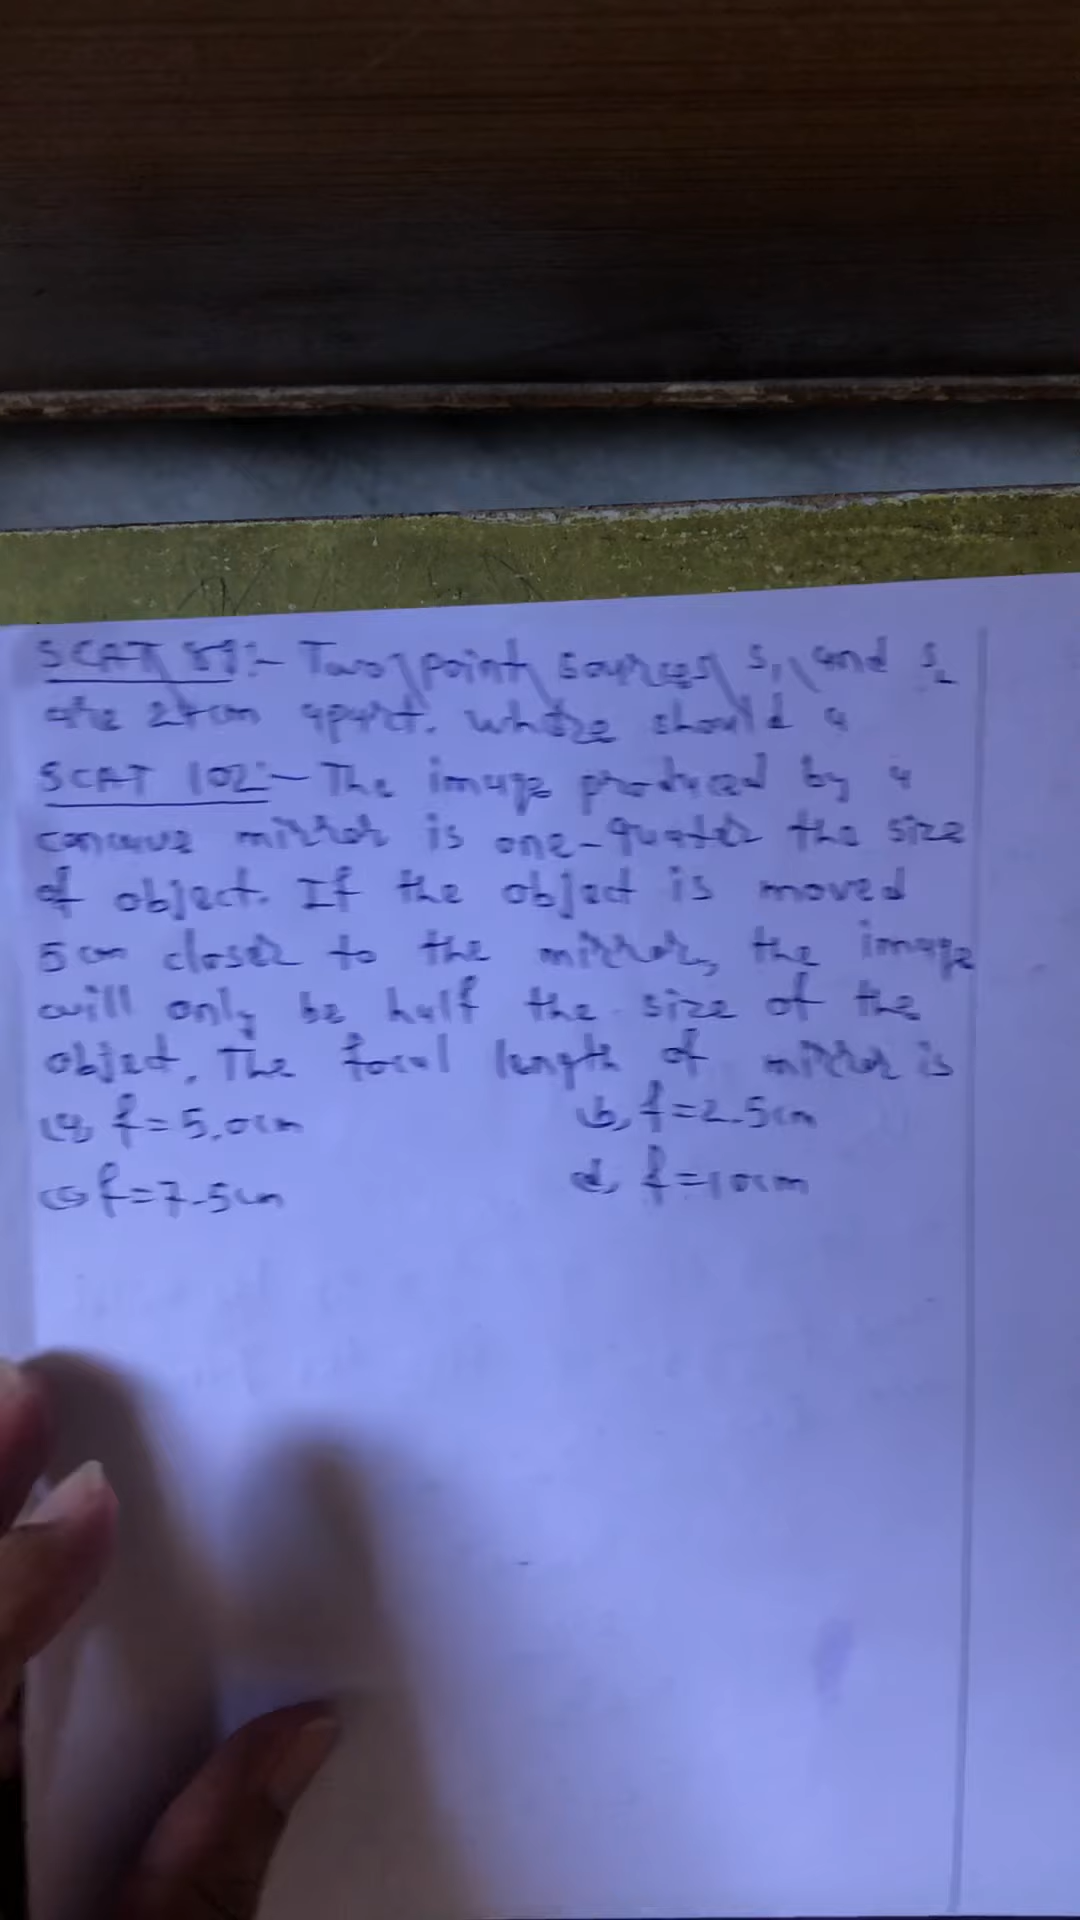 SCAT 89:- Two point sources S₁ and S₂
are 24cm apart. Where should a
SCAT 102:- The image produced by a
concave mirror is one-quater the size
of object. If the object is moved
5cm closer to the mirror, the image
will only be half the size of the
object. The focal length of mirror is
(a) f=5.0cm (b) f=2.5cm
(c) f=7.5cm (d) f=10cm